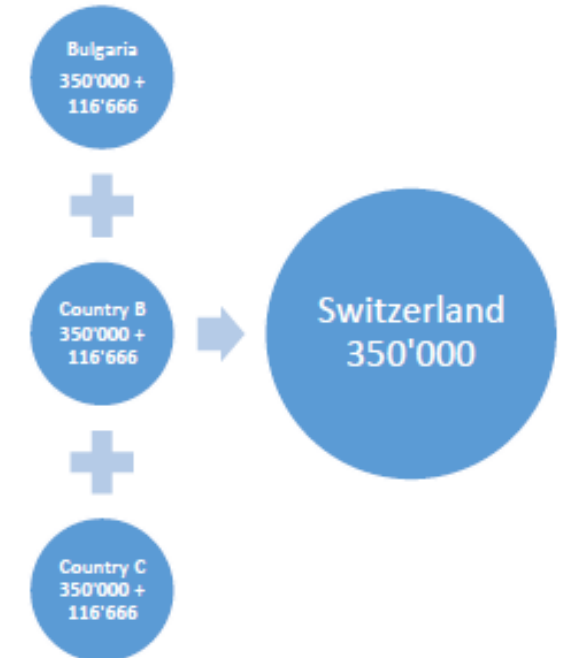 Bulgaria
350'000 +
116'666
Country B
350'000 +
116'666
Switzerland
350'000
Country C
350'000 +
116'666